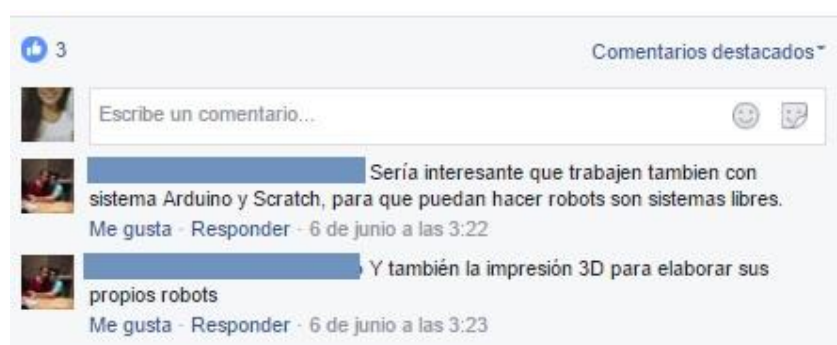 3
Comentarios destacados
Escribe un comentario...
Sería interesante que trabajen tambien con
sistema Arduino y Scratch, para que puedan hacer robots son sistemas libres.
Me gusta · Responder · 6 de junio a las 3:22
Y también la impresión 3D para elaborar sus
propios robots
Me gusta · Responder · 6 de junio a las 3:23